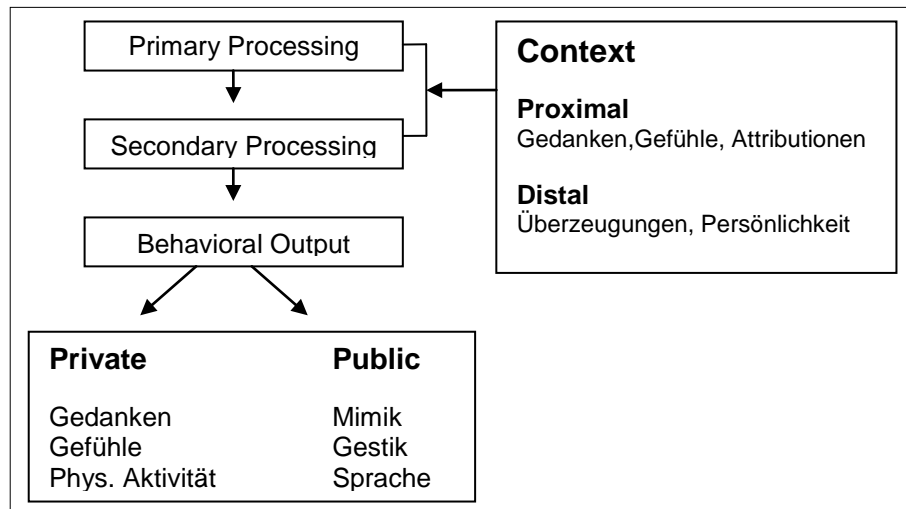 Primary Processing
Secondary Processing
Behavioral Output
Context
Proximal
Gedanken,Gefühle, Attributionen
Distal
Überzeugungen, Persönlichkeit
Private Public
Gedanken Mimik
Gefühle Gestik
Phys. Aktivität Sprache